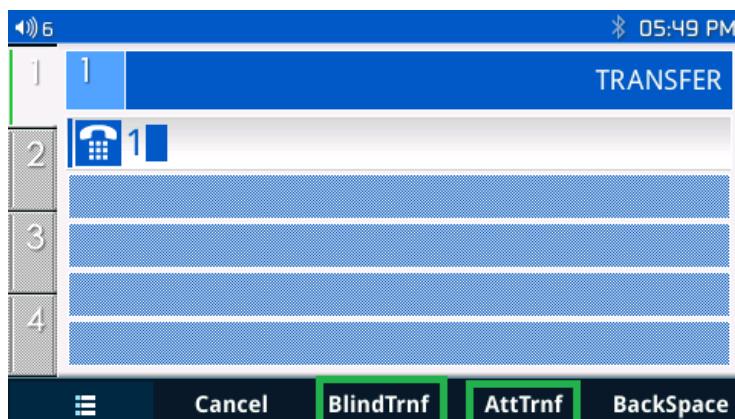 6 05:49 PM
1 1 TRANSFER
2 1
3
4
Cancel BlindTrnf AttTrnf BackSpace